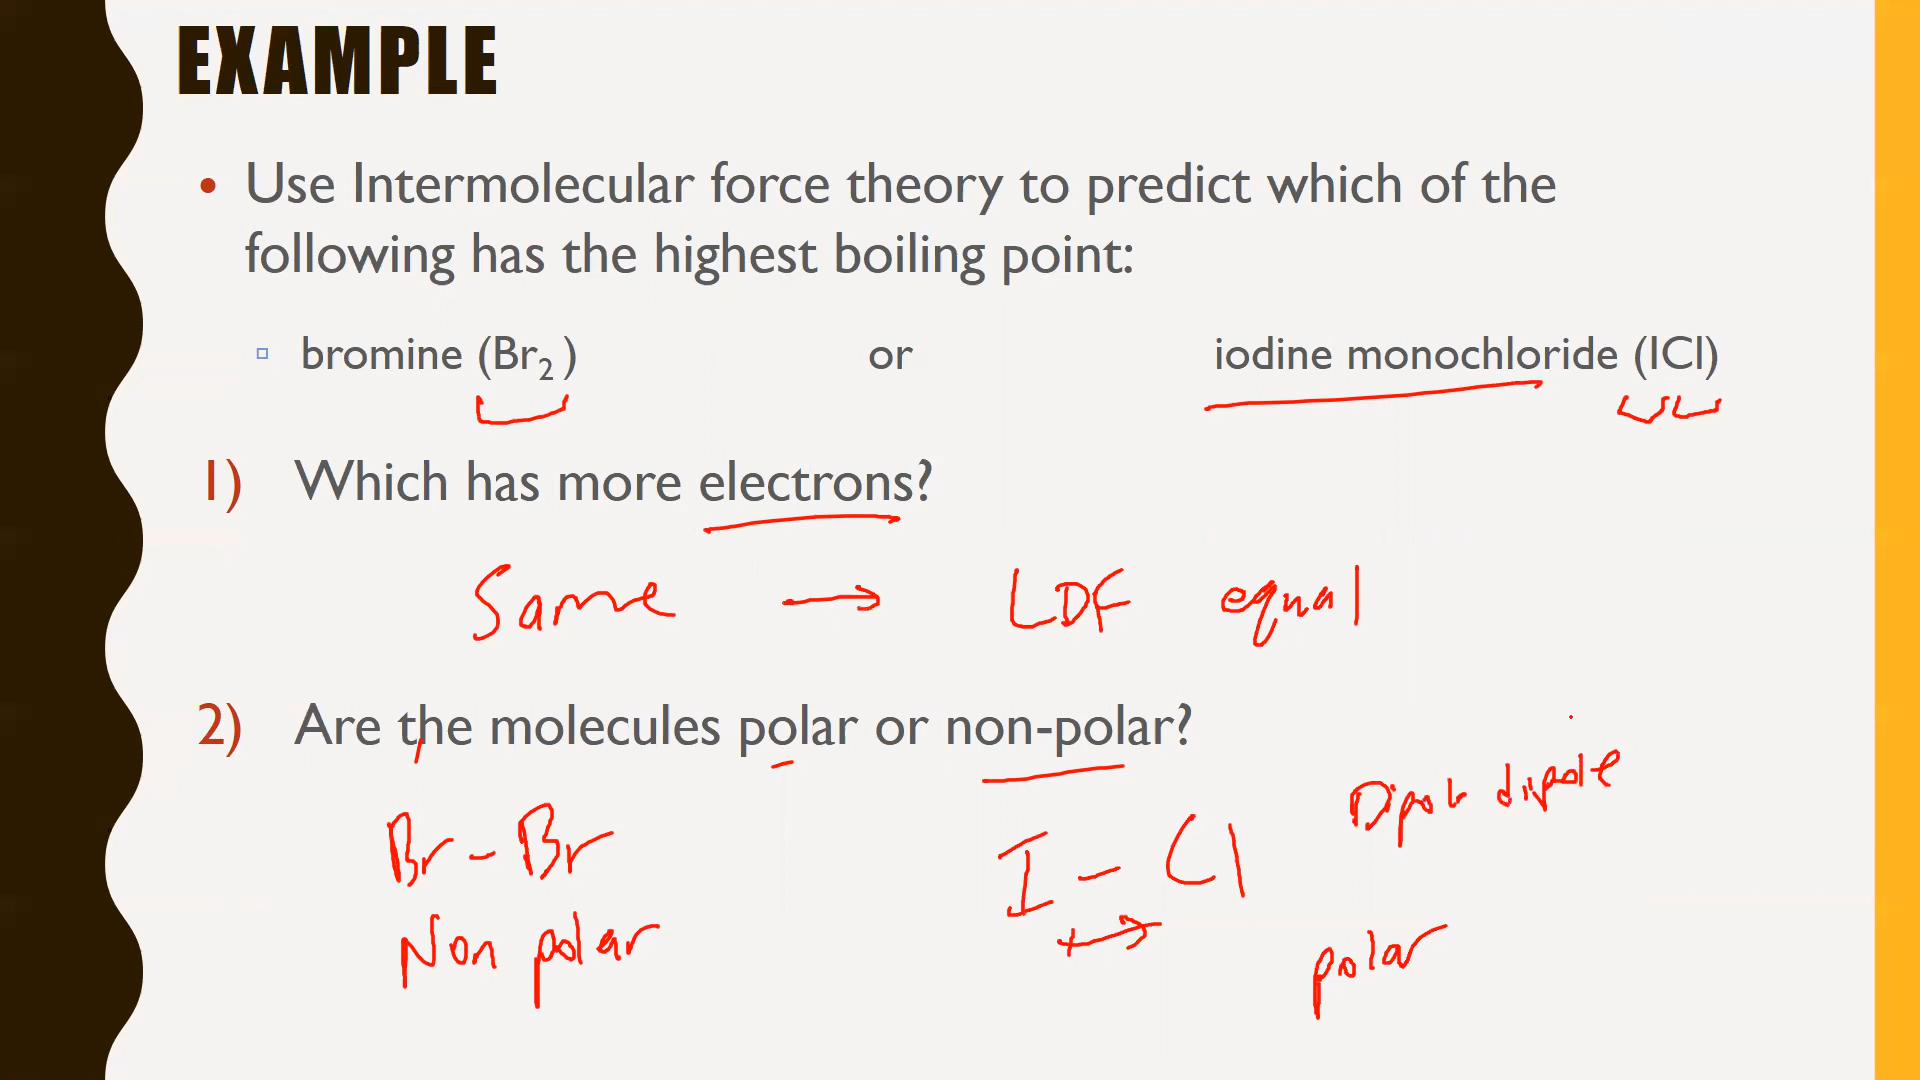 EXAMPLE
• Use Intermolecular force theory to predict which of the
following has the highest boiling point:
▫ bromine (Br₂ ) or iodine monochloride (ICl)
1) Which has more electrons?
Same → LDF equal
2) Are the molecules polar or non-polar?
Dipole dipole
Br - Br I - Cl
Non polar polar